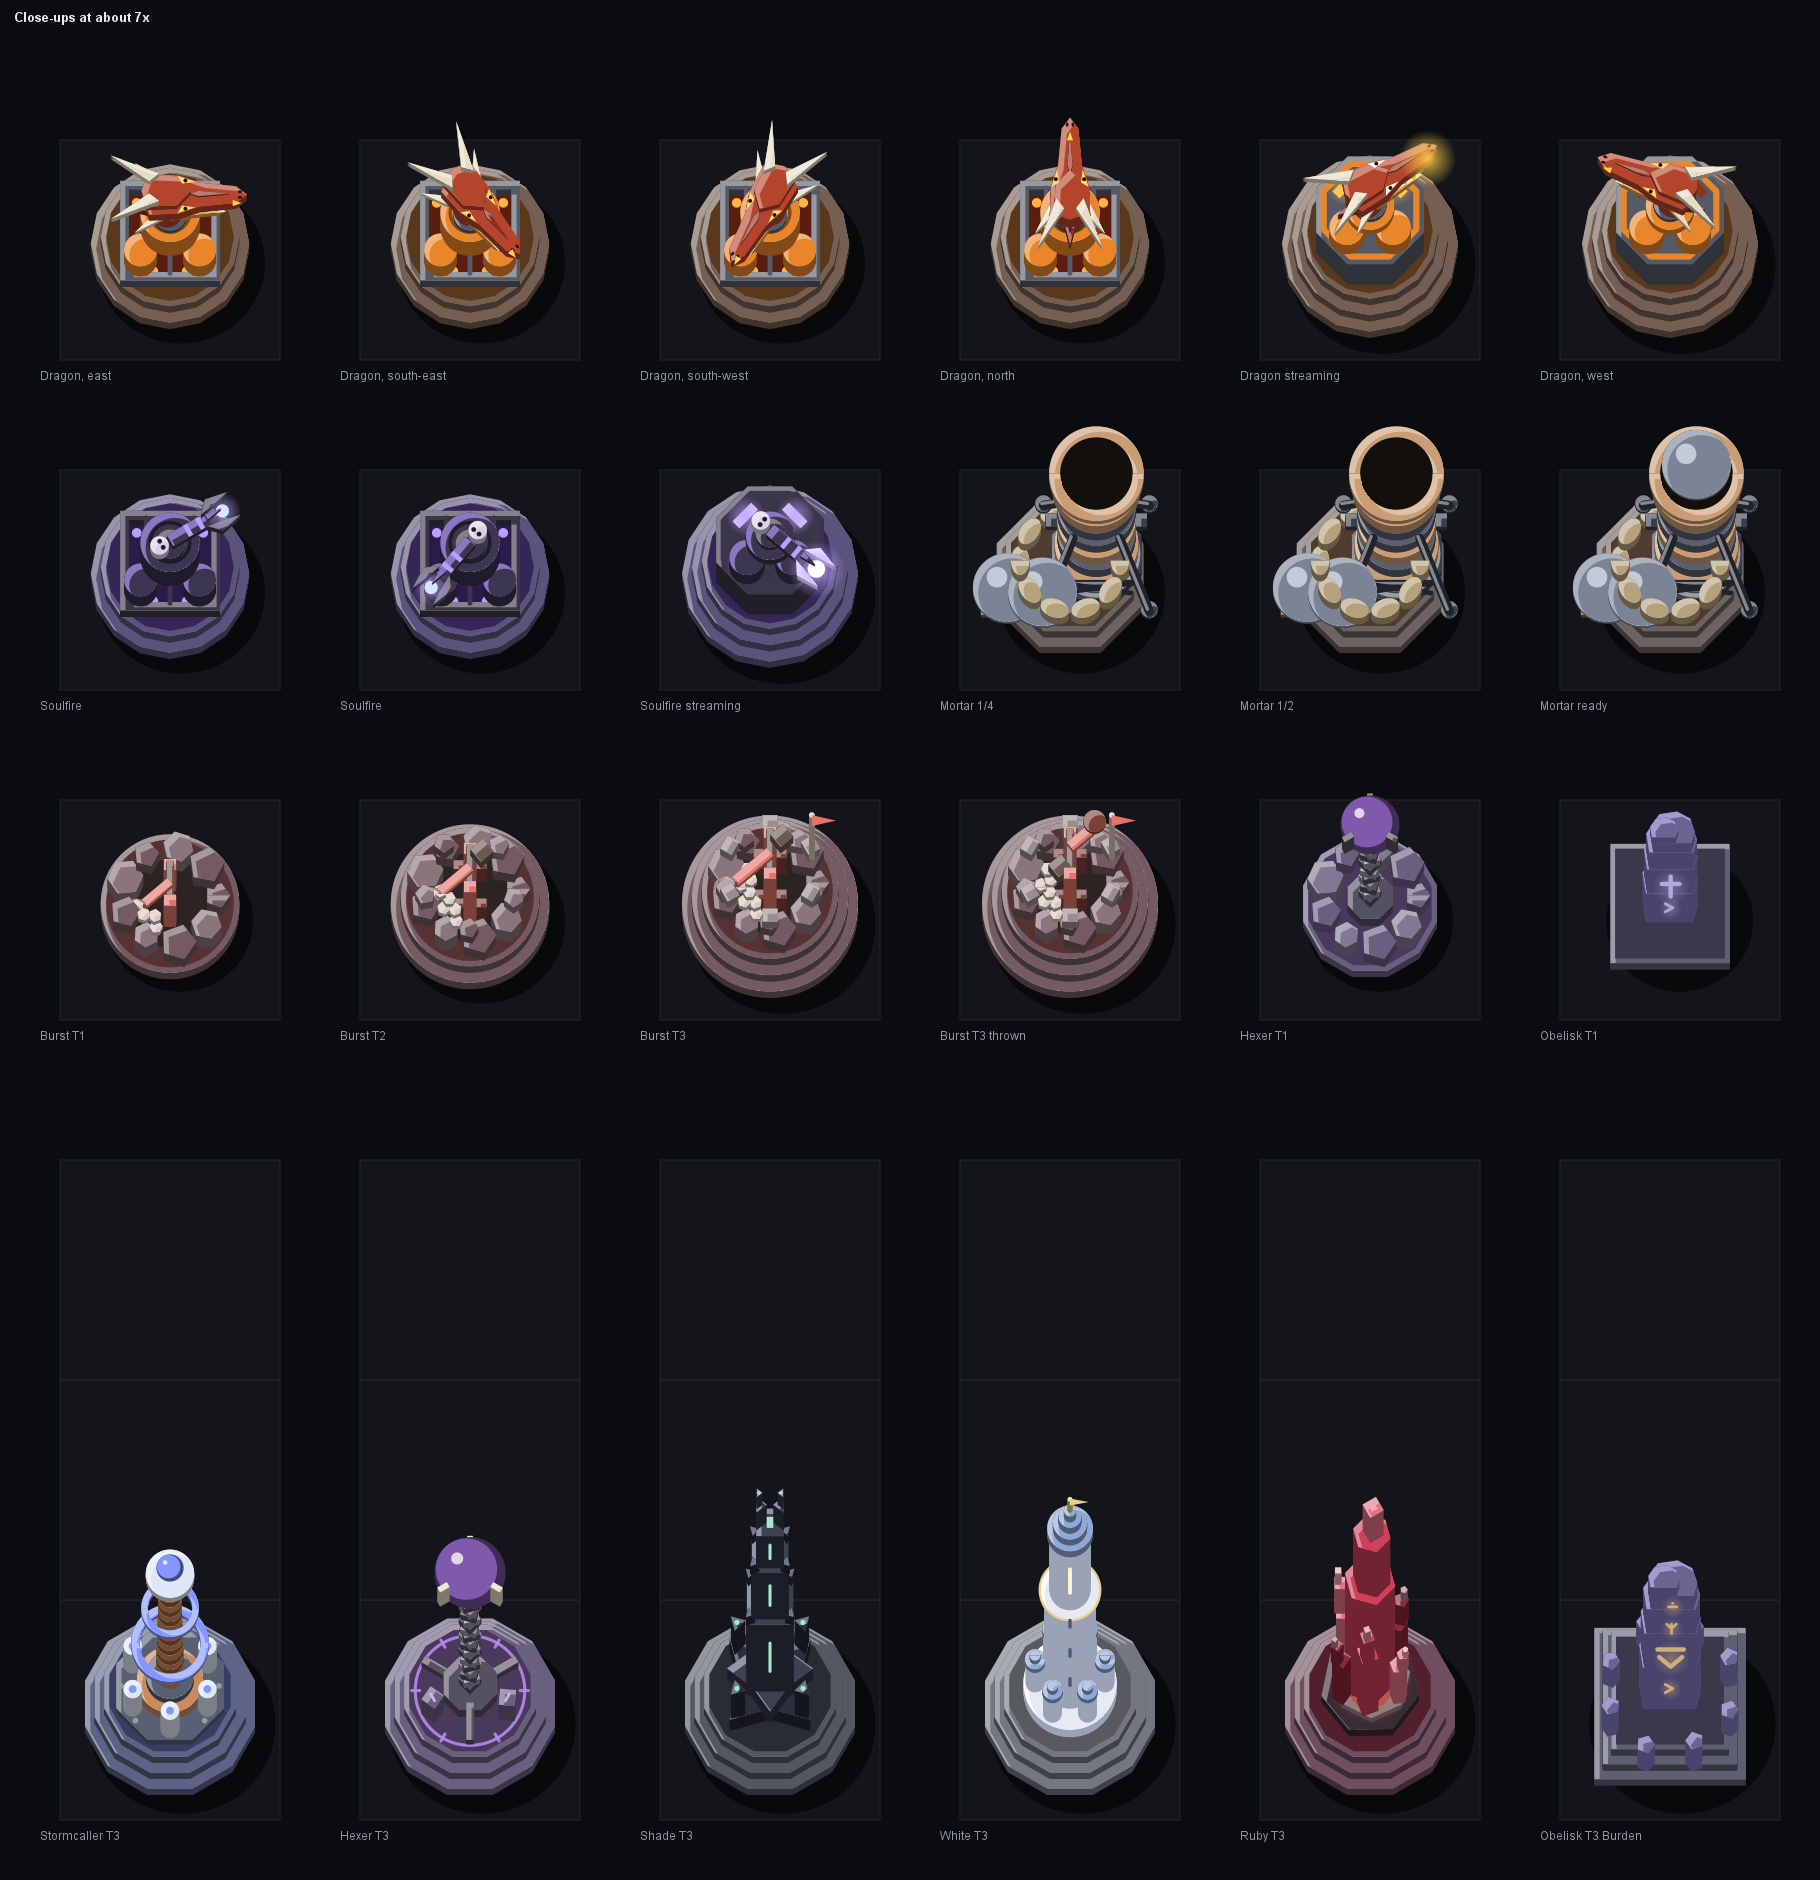 Close-ups at about 7x
Dragon, east
Dragon, south-east
Dragon, south-west
Dragon, north
Dragon streaming
Dragon, west
Soulfire
Soulfire
Soulfire streaming
Mortar 1/4
Mortar 1/2
Mortar ready
Burst T1
Burst T2
Burst T3
Burst T3 thrown
Hexer T1
Obelisk T1
Stormcaller T3
Hexer T3
Shade T3
White T3
Ruby T3
Obelisk T3 Burden